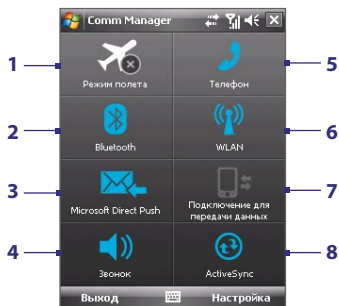 Comm Manager
1
Режим полета
5
Телефон
2
Bluetooth
6
WLAN
3
Microsoft Direct Push
7
Подключение для
передачи данных
4
Звонок
8
ActiveSync
Выход
Настройка